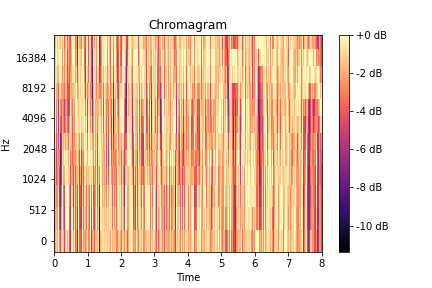 Chromagram
Hz
16384
8192
4096
2048
1024
512
0
0 1 2 3 4 5 6 7 8
Time
+0 dB
-2 dB
-4 dB
-6 dB
-8 dB
-10 dB